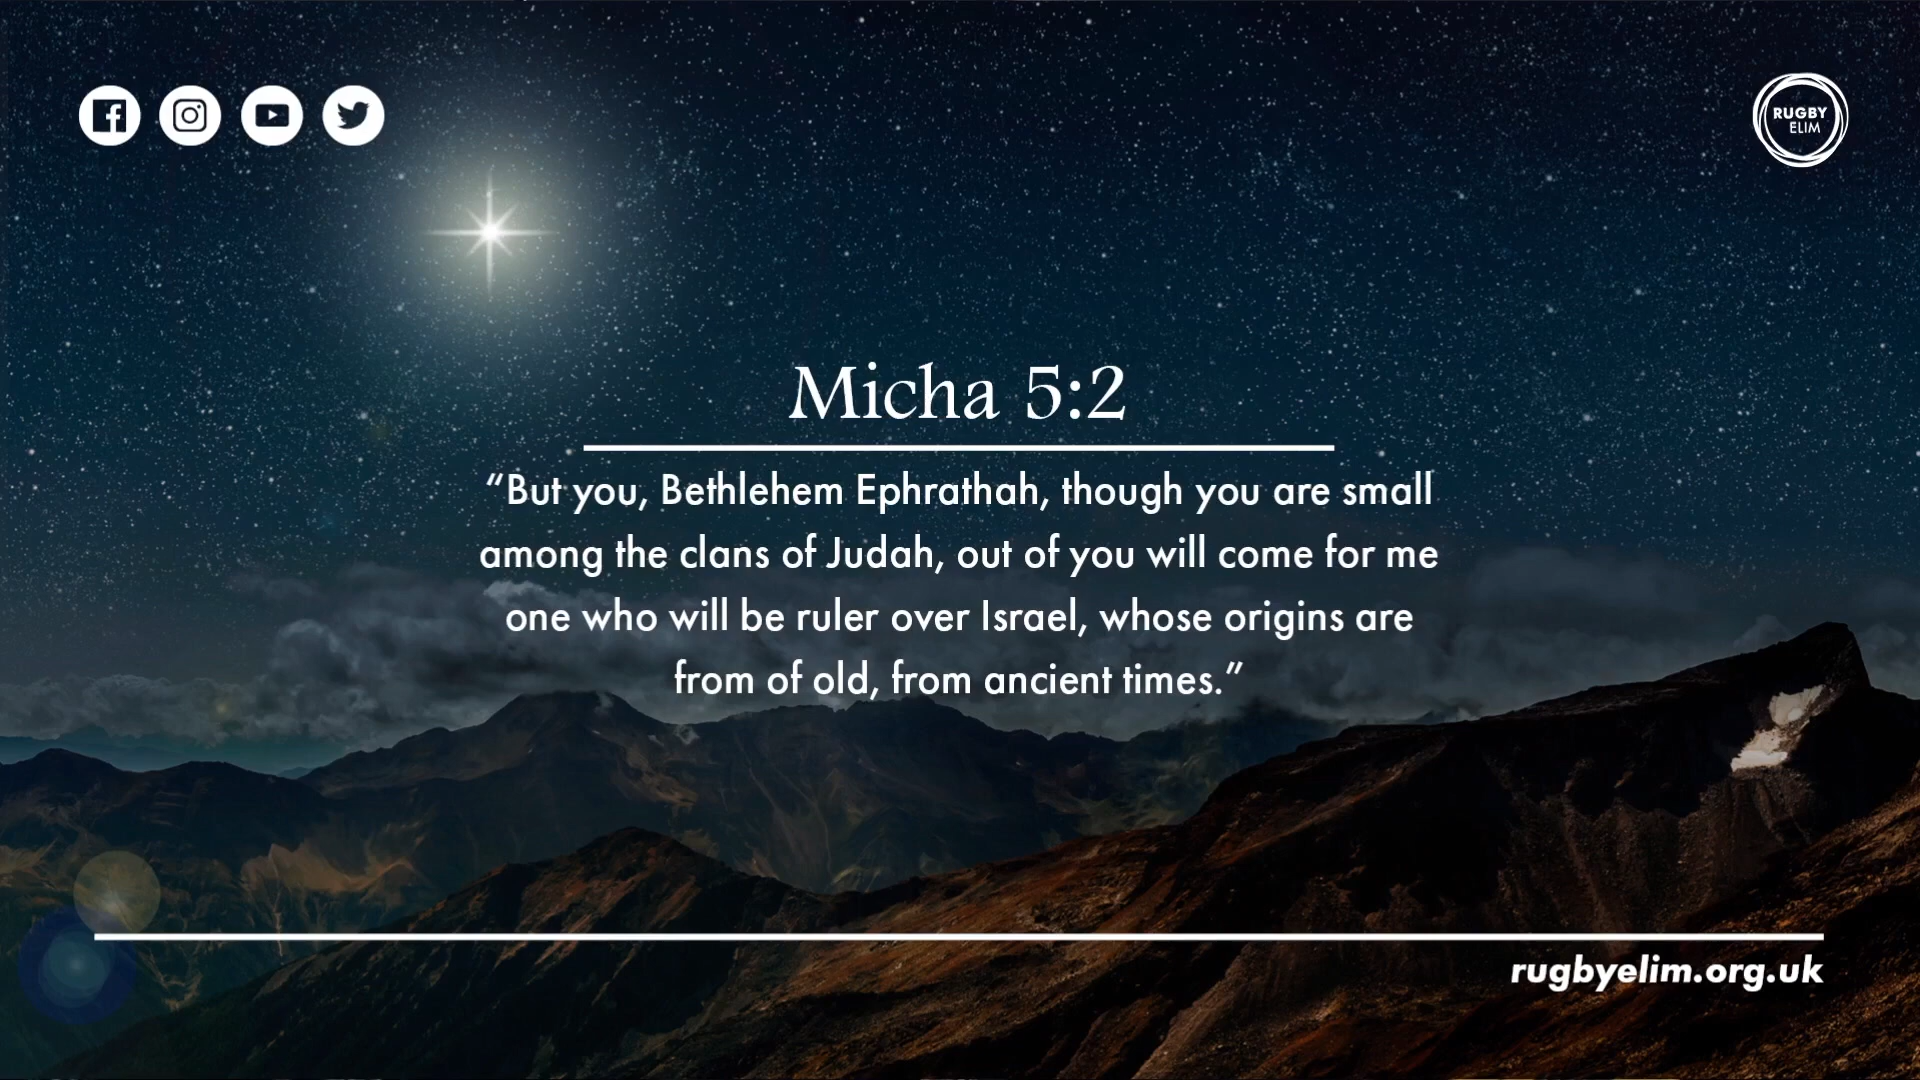 RUGBY
ELIM
Micha 5:2
“But you, Bethlehem Ephrathah, though you are small
among the clans of Judah, out of you will come for me
one who will be ruler over Israel, whose origins are
from of old, from ancient times.”
rugbyelim.org.uk